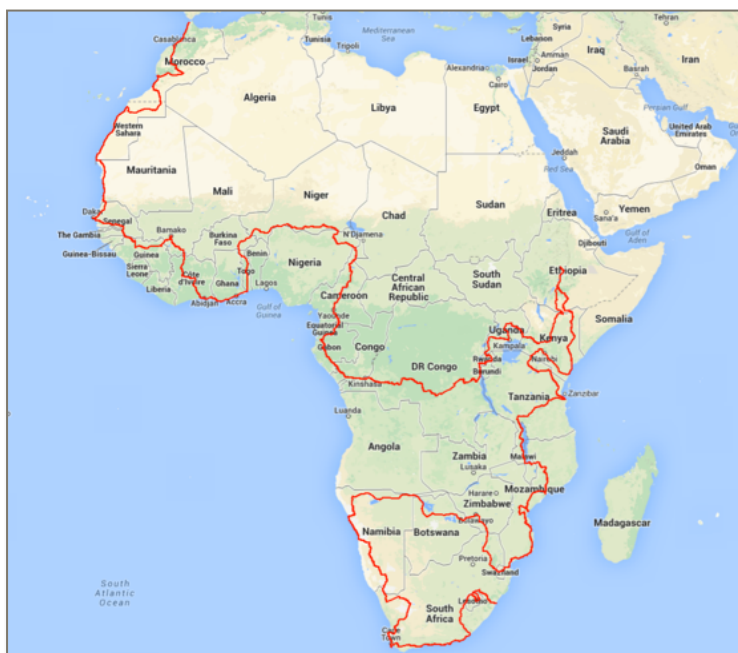 Tunis
Tehran
Casablanca
Tunisia
Mediterranean
Sea
Syria
Lebanon
Iraq
Tripoli
Israel
Amman
Iran
Morocco
Alexandria
Jordan
Cairo
Basrah
Algeria
Libya
Egypt
Persian Gulf
Western
Sahara
Saudi
Arabia
United Arab
Emirates
Jeddah
Red Sea
Oman
Mauritania
Mali
Niger
Sudan
Eritrea
Sana'a
Yemen
Chad
Senegal
The Gambia
Bamako
Burkina
Faso
N'Djamena
Djibouti
Gulf of
Aden
Guinea-Bissau
Guinea
Benin
Nigeria
Sierra
Leone
Côte
d'Ivoire
Ghana
Togo
Lagos
Liberia
Abidjan
Accra
Central
African
Republic
South
Sudan
Ethiopia
Somalia
Gulf of
Guinea
Cameroon
Yaounde
Equatorial
Guinea
Gabon
Congo
Uganda
Kampala
Kenya
Nairobi
DR Congo
Rwanda
Burundi
Kinshasa
Tanzania
Zanzibar
Luanda
Angola
Zambia
Malawi
Lusaka
Mozambique
Harare
Zimbabwe
Bulawayo
Madagascar
Namibia
Botswana
Pretoria
Swaziland
South
Atlantic
Ocean
Lesotho
South
Africa
Cape
Town